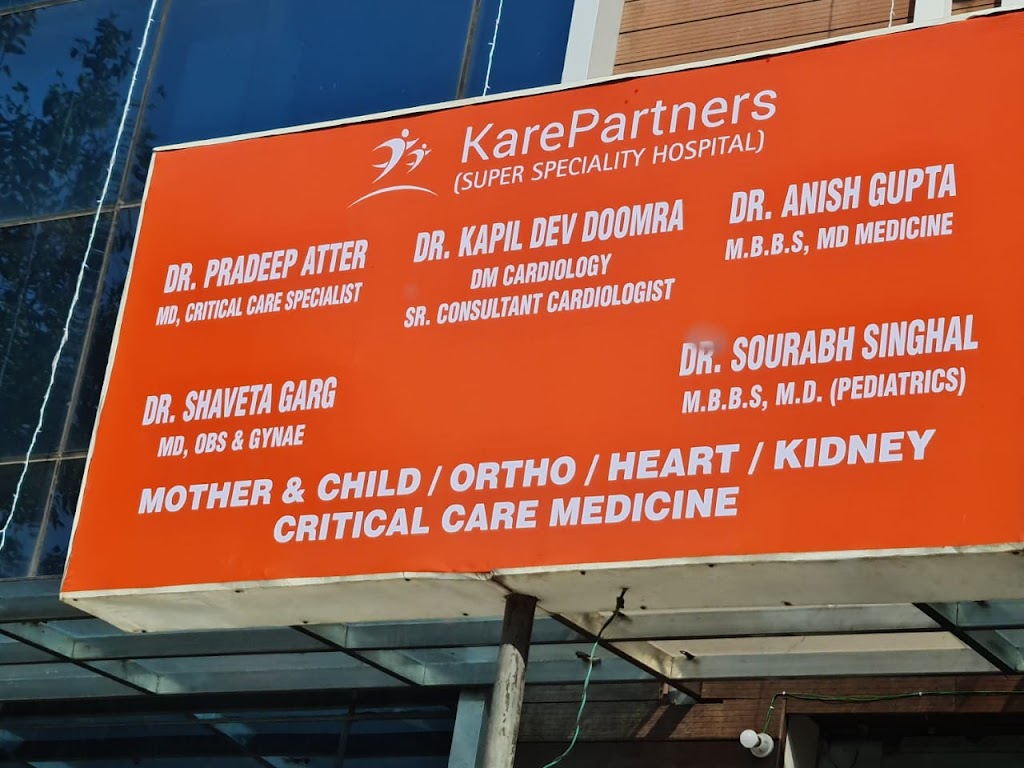 KarePartners
(SUPER SPECIALITY HOSPITAL)
DR. PRADEEP ATTER
MD, CRITICAL CARE SPECIALIST
DR. KAPIL DEV DOOMRA
DM CARDIOLOGY
SR. CONSULTANT CARDIOLOGIST
DR. ANISH GUPTA
M.B.B.S, MD MEDICINE
DR. SHAVETA GARG
MD, OBS & GYNAE
DR. SOURABH SINGHAL
M.B.B.S, M.D. (PEDIATRICS)
MOTHER & CHILD / ORTHO / HEART / KIDNEY
CRITICAL CARE MEDICINE